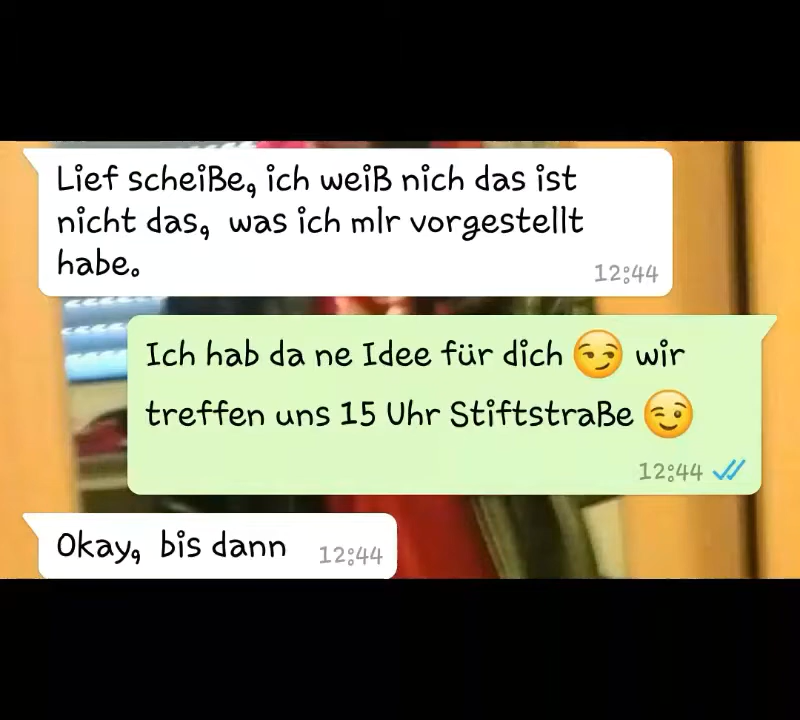 Lief scheiße, ich weiß nich das ist
nicht das, was ich mIr vorgestellt
habe.
12:44
Ich hab da ne Idee für dich 😏 wir
treffen uns 15 Uhr Stiftstraße 😉
12:44
Okay, bis dann 12:44